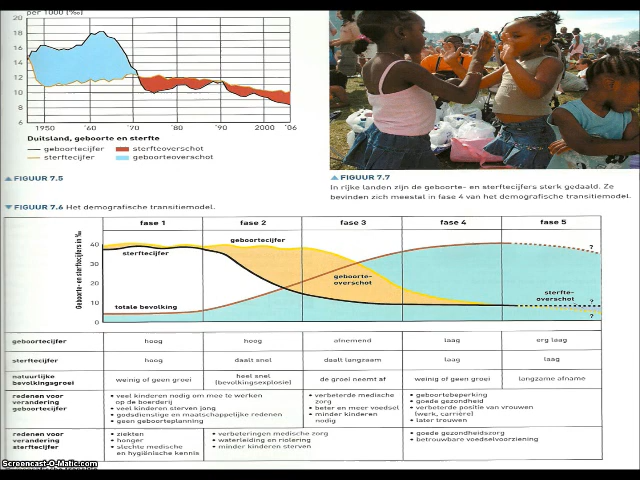 per 1000 (‰)
20
18
16
14
12
10
8
6
1950 '60 '70 '80 '90 2000 '06
Duitsland, geboorte en sterfte
geboortecijfer sterfteoverschot
sterftecijfer geboorteoverschot
FIGUUR 7.5
FIGUUR 7.7
In rijke landen zijn de geboorte- en sterftecijfers sterk gedaald. Ze
bevinden zich meestal in fase 4 van het demografische transitiemodel.
FIGUUR 7.6 Het demografische transitiemodel.
fase 1 fase 2 fase 3 fase 4 fase 5
Geboorte- en sterftecijfers in ‰
40
30
20
10
0
geboortecijfer
sterftecijfer
geboorte-
overschot
totale bevolking
sterfte-
overschot
?
?
?
geboortecijfer hoog hoog afnemend laag erg laag
sterftecijfer hoog daalt snel daalt langzaam laag laag
natuurlijke
bevolkingsgroei
weinig of geen groei
heel snel
(bevolkingsexplosie)
de groei neemt af
weinig of geen groei
langzame afname
redenen voor
verandering
geboortecijfer
• veel kinderen nodig om mee te werken
op de boerderij
• veel kinderen sterven jong
• godsdienstige en maatschappelijke redenen
• geen geboorteplanning
• verbeterde medische
zorg
• beter en meer voedsel
• minder kinderen
nodig
• geboortebeperking
• goede gezondheid
• verbeterde positie van vrouwen
(werk, carrière)
• later trouwen
redenen voor
verandering
sterftecijfer
• ziekten
• honger
• slechte medische
en hygiënische kennis
• verbeteringen medische zorg
• waterleiding en riolering
• minder kinderen sterven
• goede gezondheidszorg
• betrouwbare voedselvoorziening
Screencast-O-Matic.com